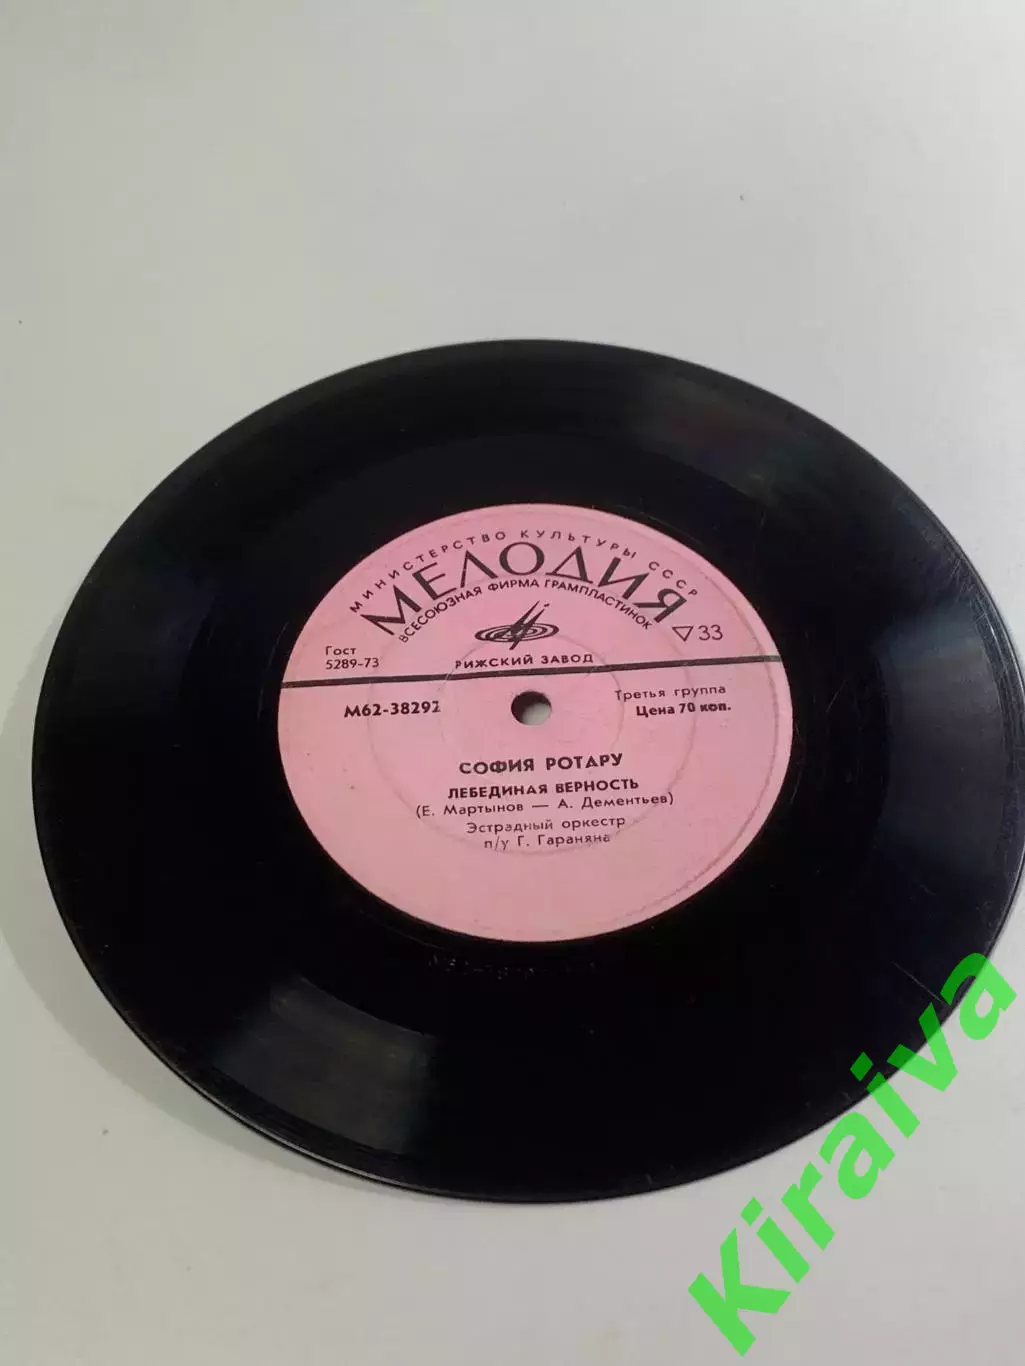 МИНИСТЕРСТВО КУЛЬТУРЫ СССР
МЕЛОДИЯ
ВСЕСОЮЗНАЯ ФИРМА ГРАМПЛАСТИНОК
▽33
Гост
5289-73
РИЖСКИЙ ЗАВОД
М62-38292
Третья группа
Цена 70 коп.
СОФИЯ РОТАРУ
ЛЕБЕДИНАЯ ВЕРНОСТЬ
(Е. Мартынов — А. Дементьев)
Эстрадный оркестр
п/у Г. Гараняна
Kiraiva